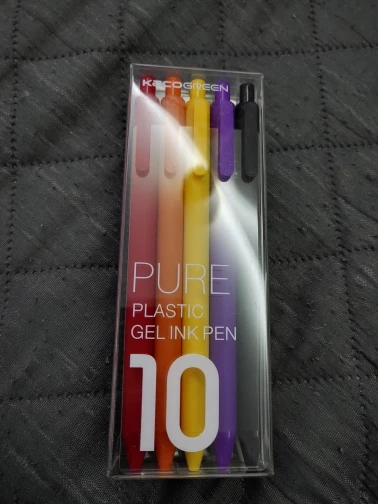 KACOGREEN
PURE
PLASTIC
GEL INK PEN
10